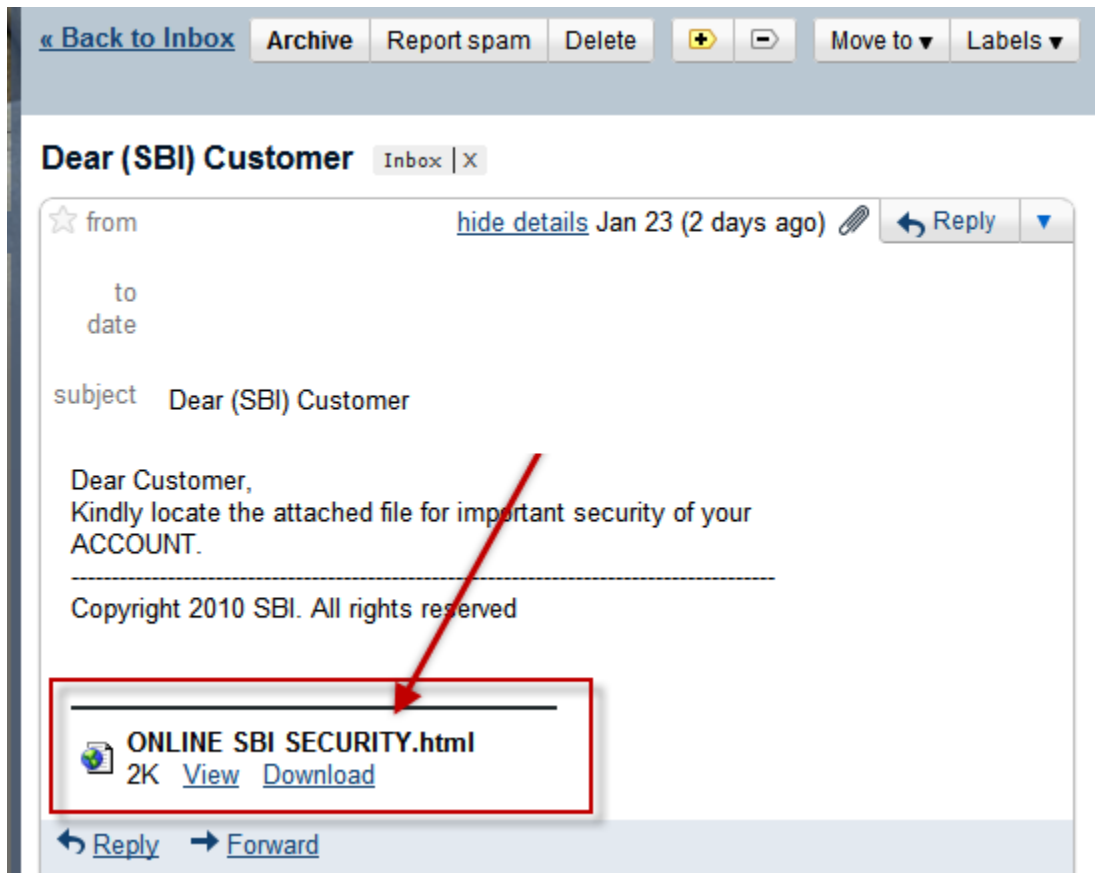 « Back to Inbox Archive Report spam Delete Move to ▾ Labels ▾
Dear (SBI) Customer Inbox | X
from hide details Jan 23 (2 days ago) Reply
to
date
subject Dear (SBI) Customer
Dear Customer,
Kindly locate the attached file for important security of your
ACCOUNT.
----------------------------------------------------------------------------------------
Copyright 2010 SBI. All rights reserved
ONLINE SBI SECURITY.html
2K View Download
Reply Forward